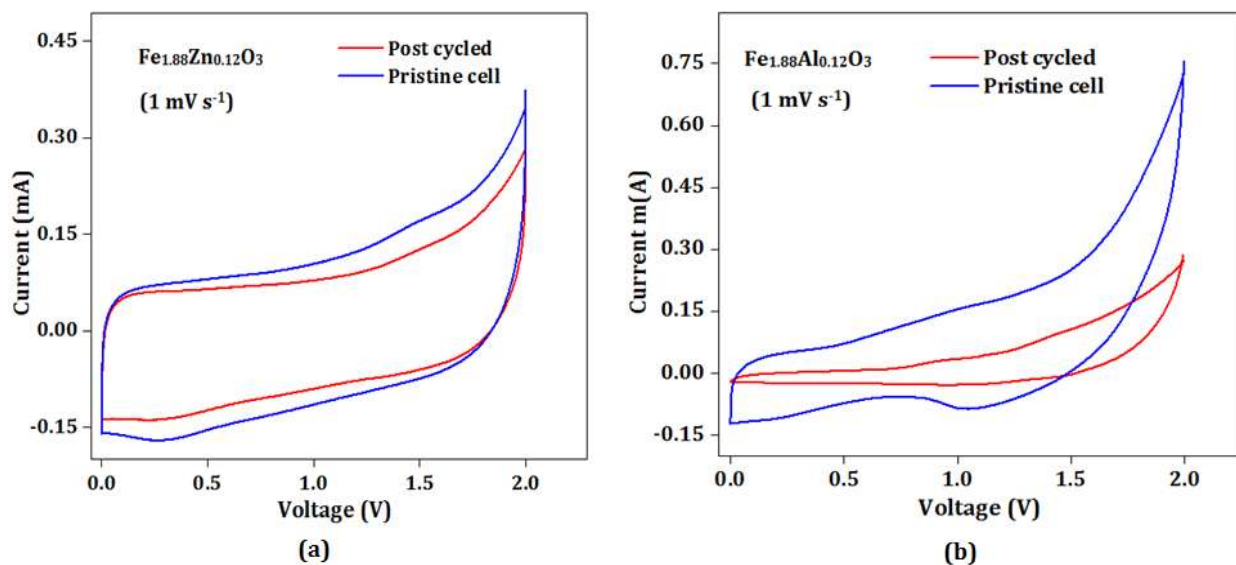 Fe1.88Zn0.12O3
(1 mV s-1)
Post cycled
Pristine cell
0.45
0.30
0.15
0.00
-0.15
Current (mA)
0.0 0.5 1.0 1.5 2.0
Voltage (V)
(a)
Fe1.88Al0.12O3
(1 mV s-1)
Post cycled
Pristine cell
0.75
0.60
0.45
0.30
0.15
0.00
-0.15
Current m(A)
0.0 0.5 1.0 1.5 2.0
Voltage (V)
(b)